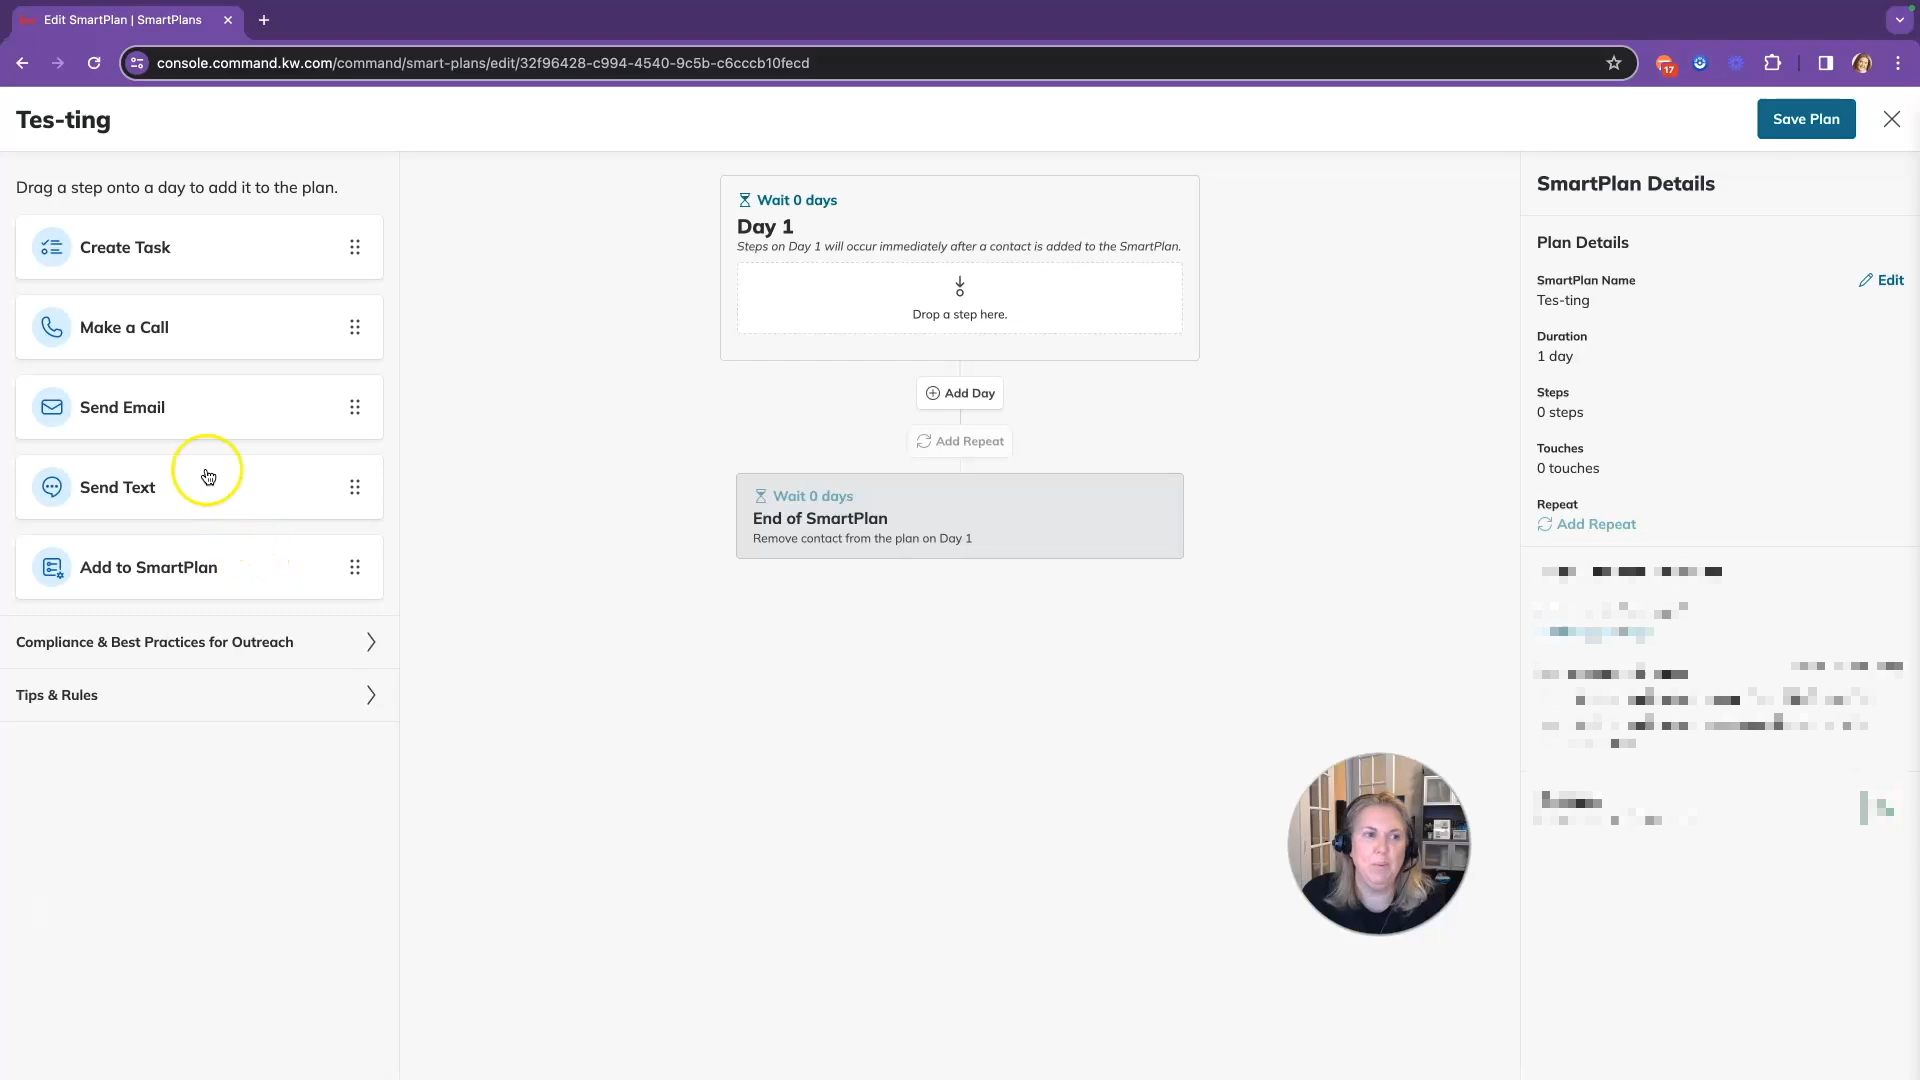 Edit SmartPlan | SmartPlans
console.command.kw.com/command/smart-plans/edit/32f96428-c994-4540-9c5b-c6cccb10fecd
17
Tes-ting
Save Plan
Drag a step onto a day to add it to the plan.
Create Task
Make a Call
Send Email
Send Text
Add to SmartPlan
Compliance & Best Practices for Outreach
Tips & Rules
Wait 0 days
Day 1
Steps on Day 1 will occur immediately after a contact is added to the SmartPlan.
Drop a step here.
Add Day
Add Repeat
Wait 0 days
End of SmartPlan
Remove contact from the plan on Day 1
SmartPlan Details
Plan Details
SmartPlan Name
Edit
Tes-ting
Duration
1 day
Steps
0 steps
Touches
0 touches
Repeat
Add Repeat